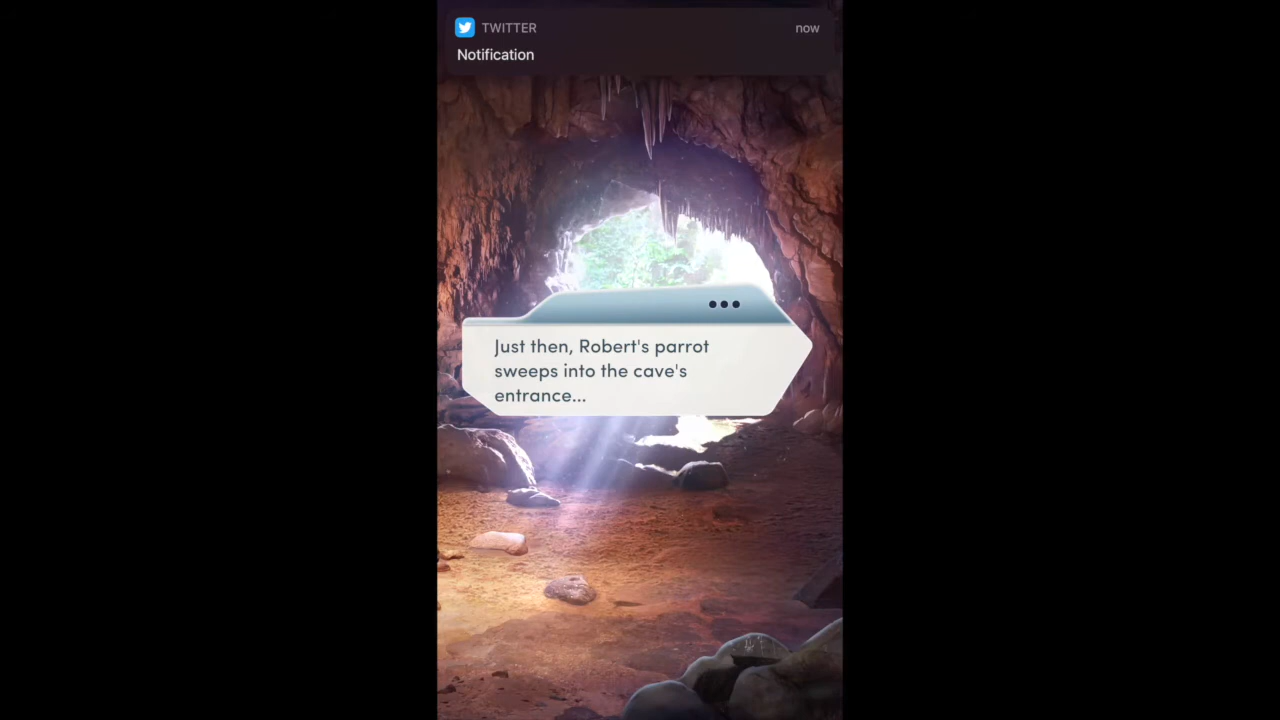 TWITTER
now
Notification
Just then, Robert's parrot
sweeps into the cave's
entrance...